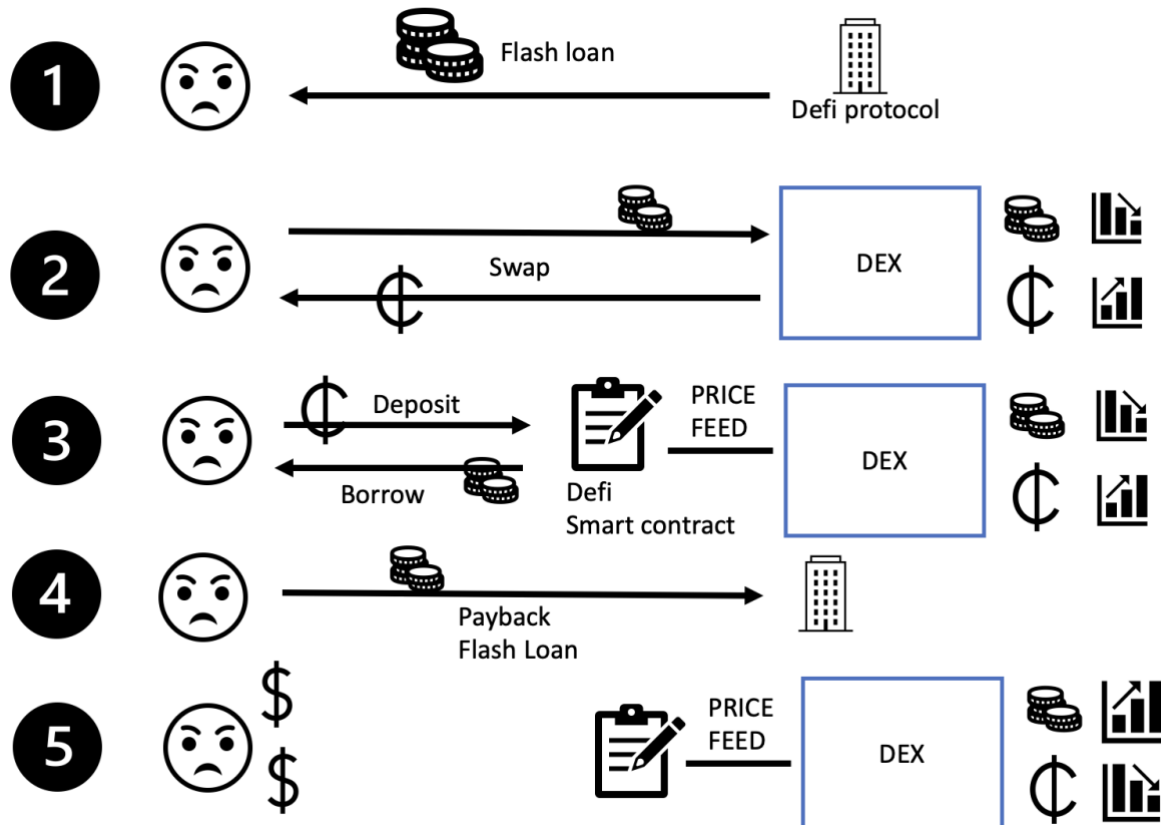 1
Flash loan
Defi protocol
2
Swap
DEX
3
Deposit
Borrow
Defi
Smart contract
PRICE
FEED
DEX
4
Payback
Flash Loan
5
$
$
PRICE
FEED
DEX